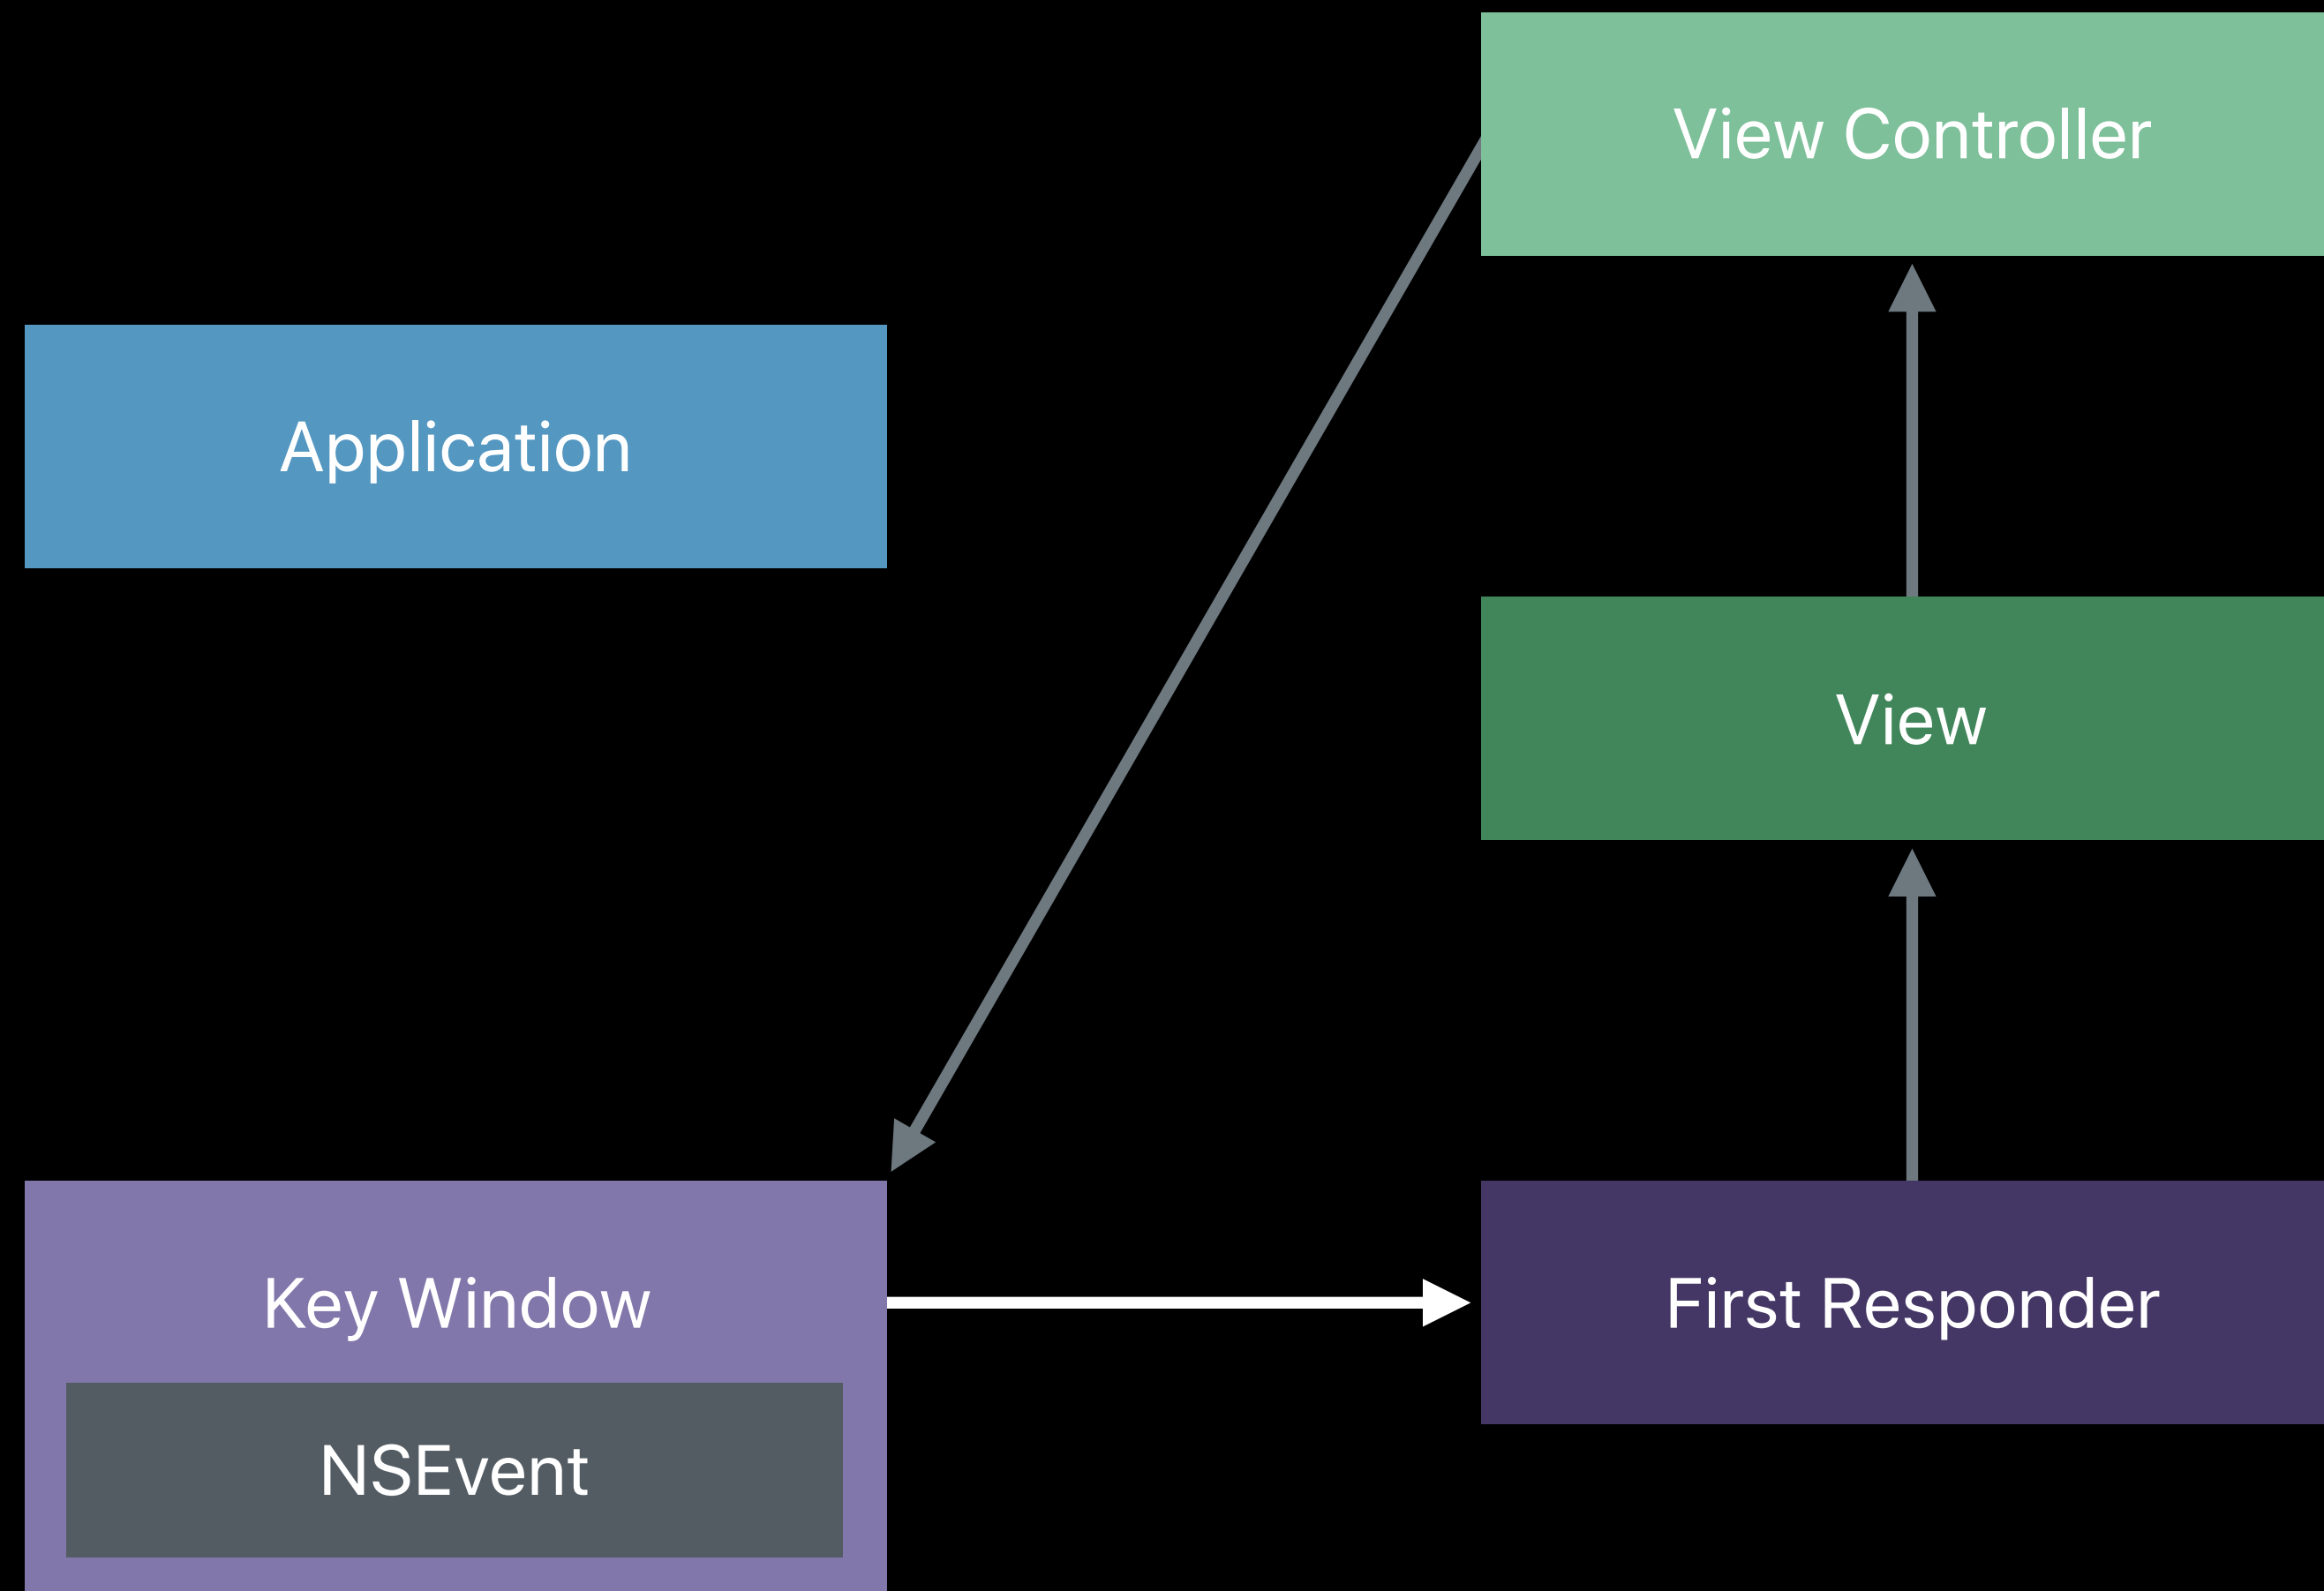 View Controller
Application
View
Key Window
First Responder
NSEvent